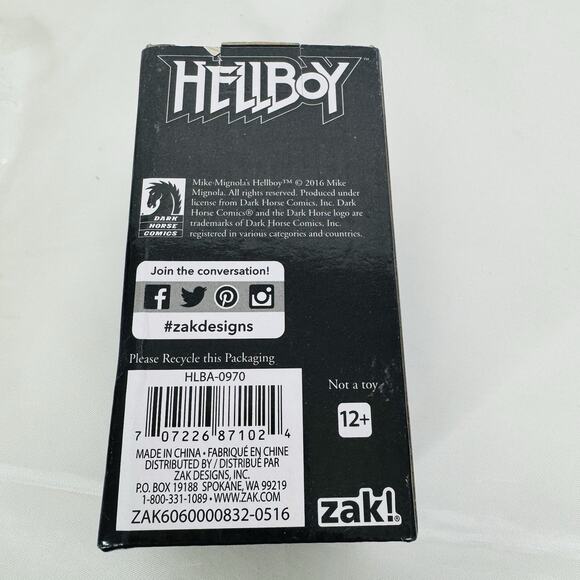 HELLBOY™
Mike Mignola's Hellboy™ © 2016 Mike
Mignola. All rights reserved. Produced under
license from Dark Horse Comics, Inc. Dark
Horse Comics® and the Dark Horse logo are
trademarks of Dark Horse Comics, Inc.
registered in various categories and countries.
DARK
HORSE
COMICS
Join the conversation!
#zakdesigns
Please Recycle this Packaging
HLBA-0970
7 07226 87102 4
MADE IN CHINA • FABRIQUÉ EN CHINE
DISTRIBUTED BY / DISTRIBUÉ PAR
ZAK DESIGNS, INC.
P.O. BOX 19188 SPOKANE, WA 99219
1-800-331-1089 • WWW.ZAK.COM
ZAK6060000832-0516
Not a toy
12+
zak!®